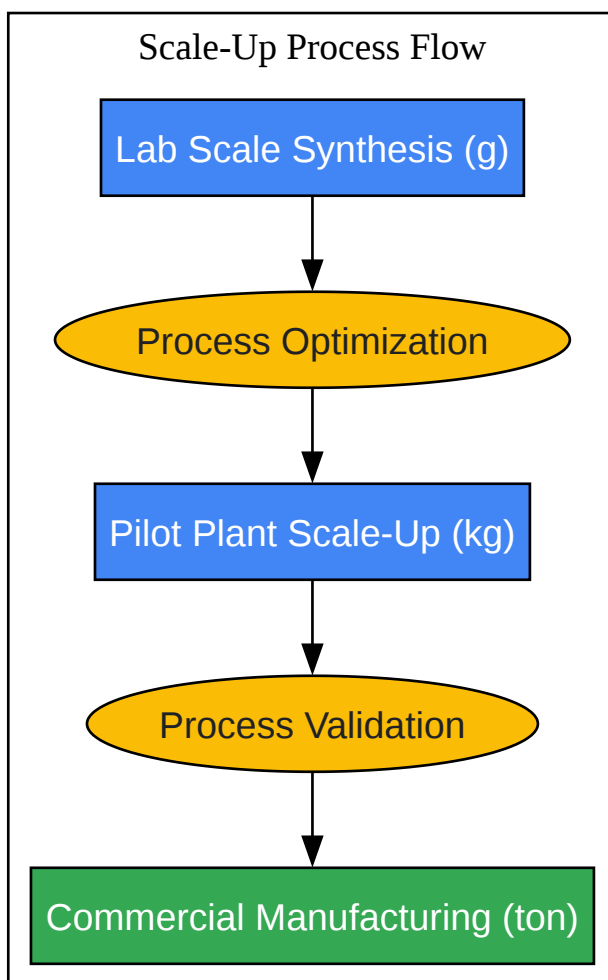 Scale-Up Process Flow
Lab Scale Synthesis (g)
Process Optimization
Pilot Plant Scale-Up (kg)
Process Validation
Commercial Manufacturing (ton)